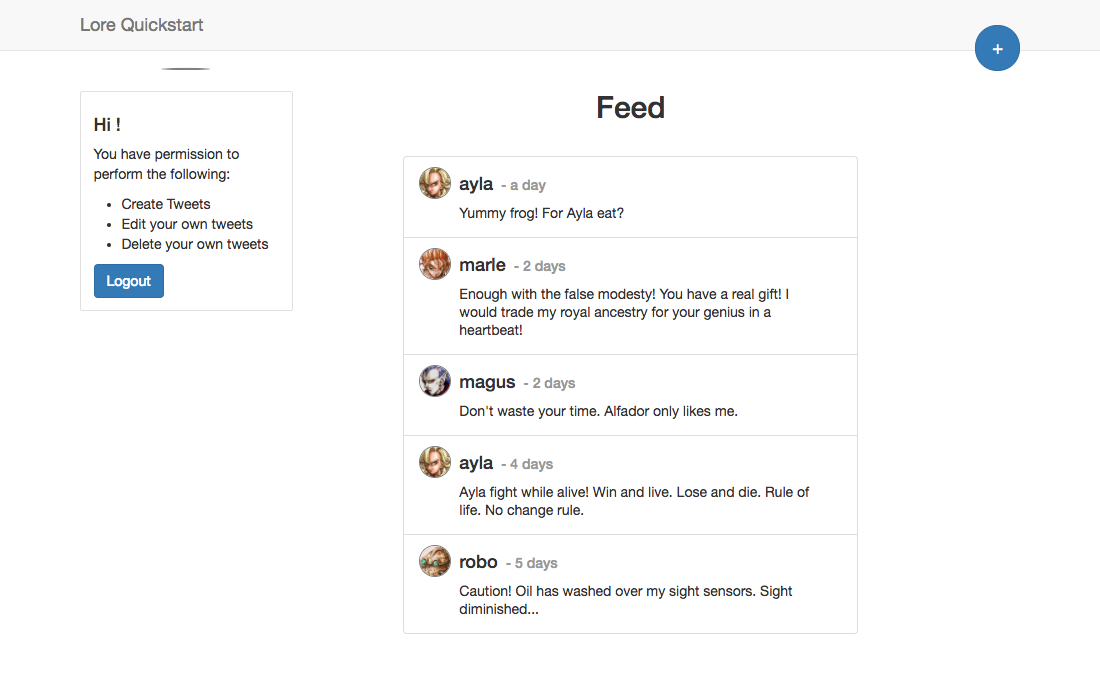 Lore Quickstart
+
Hi !
You have permission to
perform the following:
• Create Tweets
• Edit your own tweets
• Delete your own tweets
Logout
Feed
ayla - a day
Yummy frog! For Ayla eat?
marle - 2 days
Enough with the false modesty! You have a real gift! I
would trade my royal ancestry for your genius in a
heartbeat!
magus - 2 days
Don't waste your time. Alfador only likes me.
ayla - 4 days
Ayla fight while alive! Win and live. Lose and die. Rule of
life. No change rule.
robo - 5 days
Caution! Oil has washed over my sight sensors. Sight
diminished...